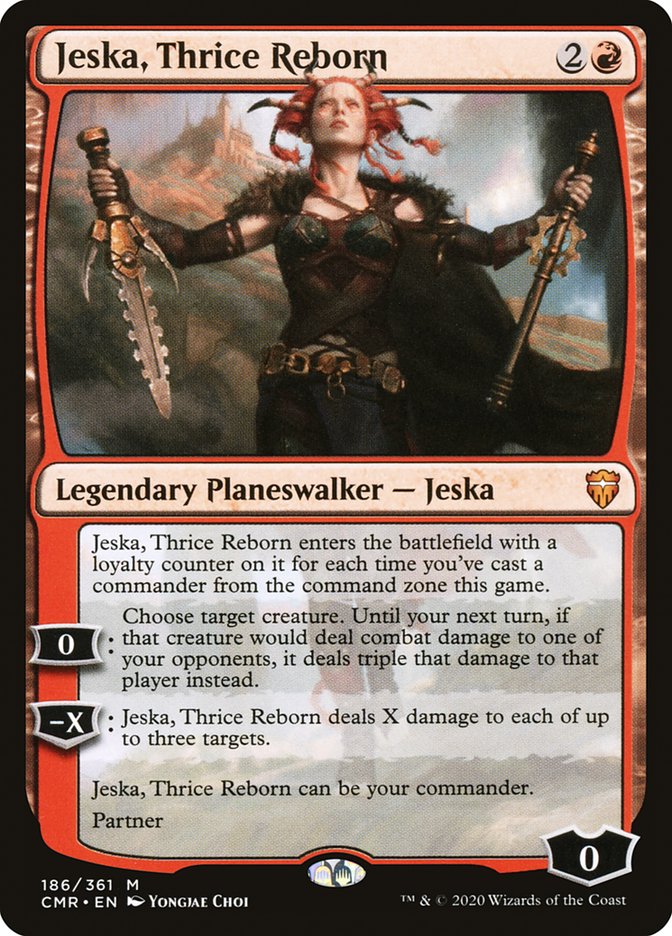 Jeska, Thrice Reborn 2
Legendary Planeswalker — Jeska
Jeska, Thrice Reborn enters the battlefield with a
loyalty counter on it for each time you've cast a
commander from the command zone this game.
Choose target creature. Until your next turn, if
0 : that creature would deal combat damage to one of
your opponents, it deals triple that damage to that
player instead.
−X : Jeska, Thrice Reborn deals X damage to each of up
to three targets.
Jeska, Thrice Reborn can be your commander.
Partner
0
186/361 M
CMR • EN Yongjae Choi ™ & © 2020 Wizards of the Coast